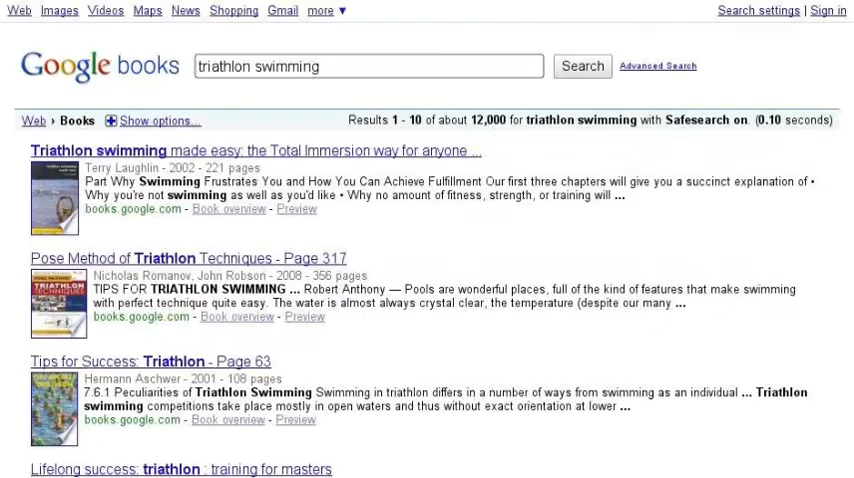 Web Images Videos Maps News Shopping Gmail more ▼ Search settings | Sign in
Google books triathlon swimming Search Advanced Search
Web › Books Show options... Results 1 - 10 of about 12,000 for triathlon swimming with Safesearch on. (0.10 seconds)
Triathlon swimming made easy: the Total Immersion way for anyone ...
Terry Laughlin - 2002 - 221 pages
Part Why Swimming Frustrates You and How You Can Achieve Fulfillment Our first three chapters will give you a succinct explanation of •
Why you're not swimming as well as you'd like • Why no amount of fitness, strength, or training will ...
books.google.com - Book overview - Preview
Pose Method of Triathlon Techniques - Page 317
Nicholas Romanov, John Robson - 2008 - 356 pages
TIPS FOR TRIATHLON SWIMMING ... Robert Anthony — Pools are wonderful places, full of the kind of features that make swimming
with perfect technique quite easy. The water is almost always crystal clear, the temperature (despite our many ...
books.google.com - Book overview - Preview
POSE METHOD
TRIATHLON
TECHNIQUES
Tips for Success: Triathlon - Page 63
Hermann Aschwer - 2001 - 108 pages
7.6.1 Peculiarities of Triathlon Swimming Swimming in triathlon differs in a number of ways from swimming as an individual ... Triathlon
swimming competitions take place mostly in open waters and thus without exact orientation at lower ...
books.google.com - Book overview - Preview
Lifelong success: triathlon : training for masters